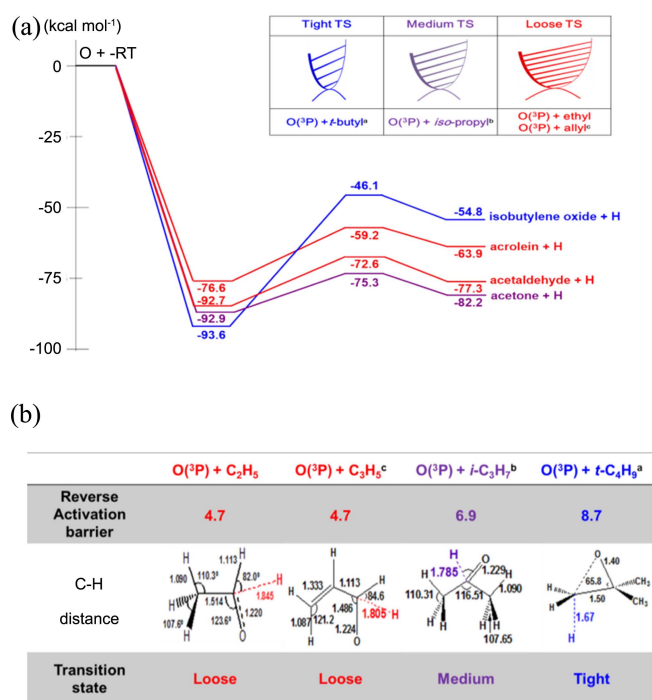 (a) (kcal mol⁻¹)
O + -RT
0
-25
-50
-75
-100
Tight TS Medium TS Loose TS
O(³P) + t-butylᵃ O(³P) + iso-propylᵇ O(³P) + ethyl
O(³P) + allylᶜ
-46.1
-54.8
isobutylene oxide + H
-59.2
-63.9
acrolein + H
-72.6
-77.3
acetaldehyde + H
-75.3
-82.2
acetone + H
-76.6
-92.7
-92.9
-93.6
(b)
O(³P) + C₂H₅ O(³P) + C₃H₅ᶜ O(³P) + i-C₃H₇ᵇ O(³P) + t-C₄H₉ᵃ
Reverse
Activation
barrier
4.7 4.7 6.9 8.7
C-H
distance
H H 1.113 1.090 110.3⁰ 82.0⁰ H 1.845 H 1.514 107.6⁰ 123.6⁰ 1.220 H O
H 1.333 1.113 H H 84.6 1.486 H 1.087 121.2 1.805 H 1.224 O
H O 1.785 1.229 H H 1.090 110.31 116.51 H H H H 107.65
O 1.40 65.8 CH₃ 1.50 CH₃ H H 1.67 H
Transition
state
Loose Loose Medium Tight